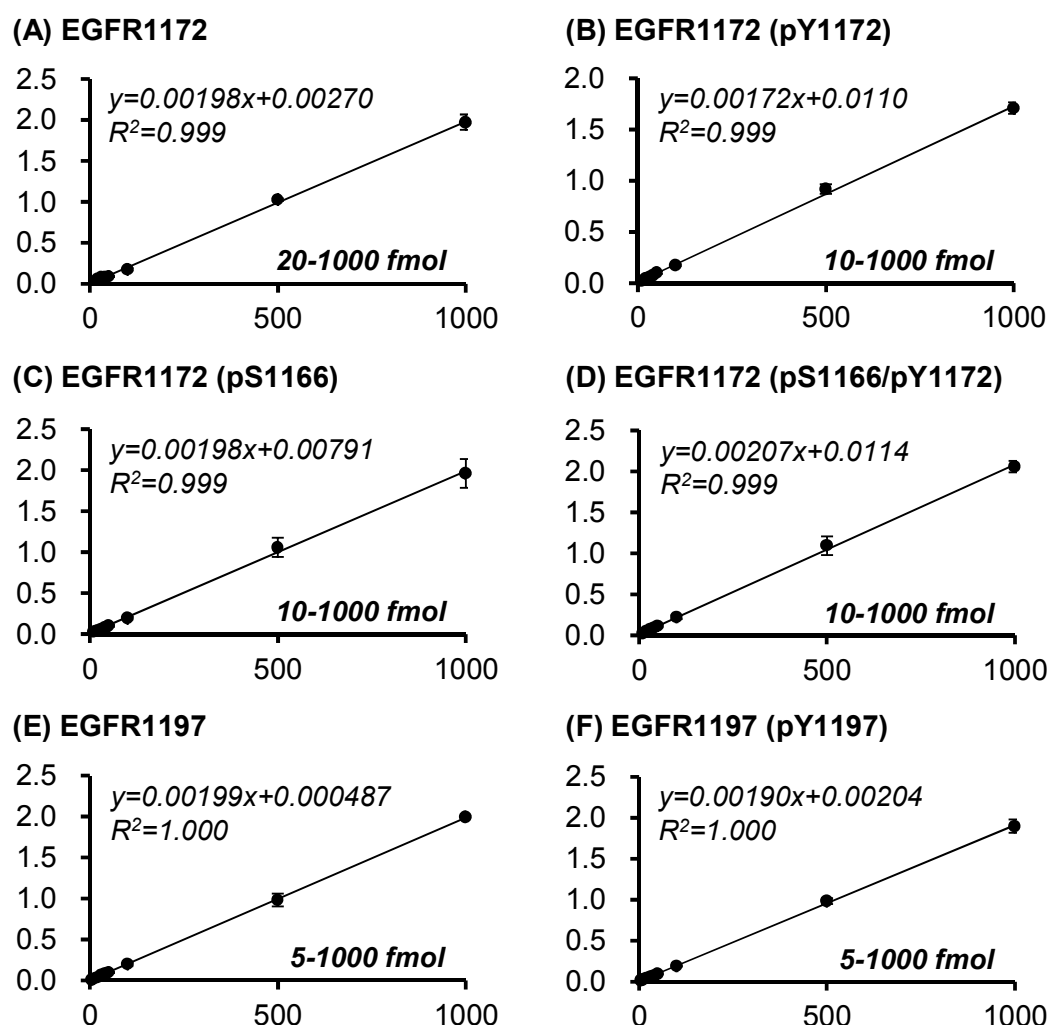 (A) EGFR1172
y=0.00198x+0.00270
R²=0.999
2.5
2.0
1.5
1.0
0.5
0.0
20-1000 fmol
0 500 1000
(B) EGFR1172 (pY1172)
y=0.00172x+0.0110
R²=0.999
2.0
1.5
1.0
0.5
0.0
10-1000 fmol
0 500 1000
(C) EGFR1172 (pS1166)
y=0.00198x+0.00791
R²=0.999
2.5
2.0
1.5
1.0
0.5
0.0
10-1000 fmol
0 500 1000
(D) EGFR1172 (pS1166/pY1172)
y=0.00207x+0.0114
R²=0.999
2.5
2.0
1.5
1.0
0.5
0.0
10-1000 fmol
0 500 1000
(E) EGFR1197
y=0.00199x+0.000487
R²=1.000
2.5
2.0
1.5
1.0
0.5
0.0
5-1000 fmol
0 500 1000
(F) EGFR1197 (pY1197)
y=0.00190x+0.00204
R²=1.000
2.5
2.0
1.5
1.0
0.5
0.0
5-1000 fmol
0 500 1000